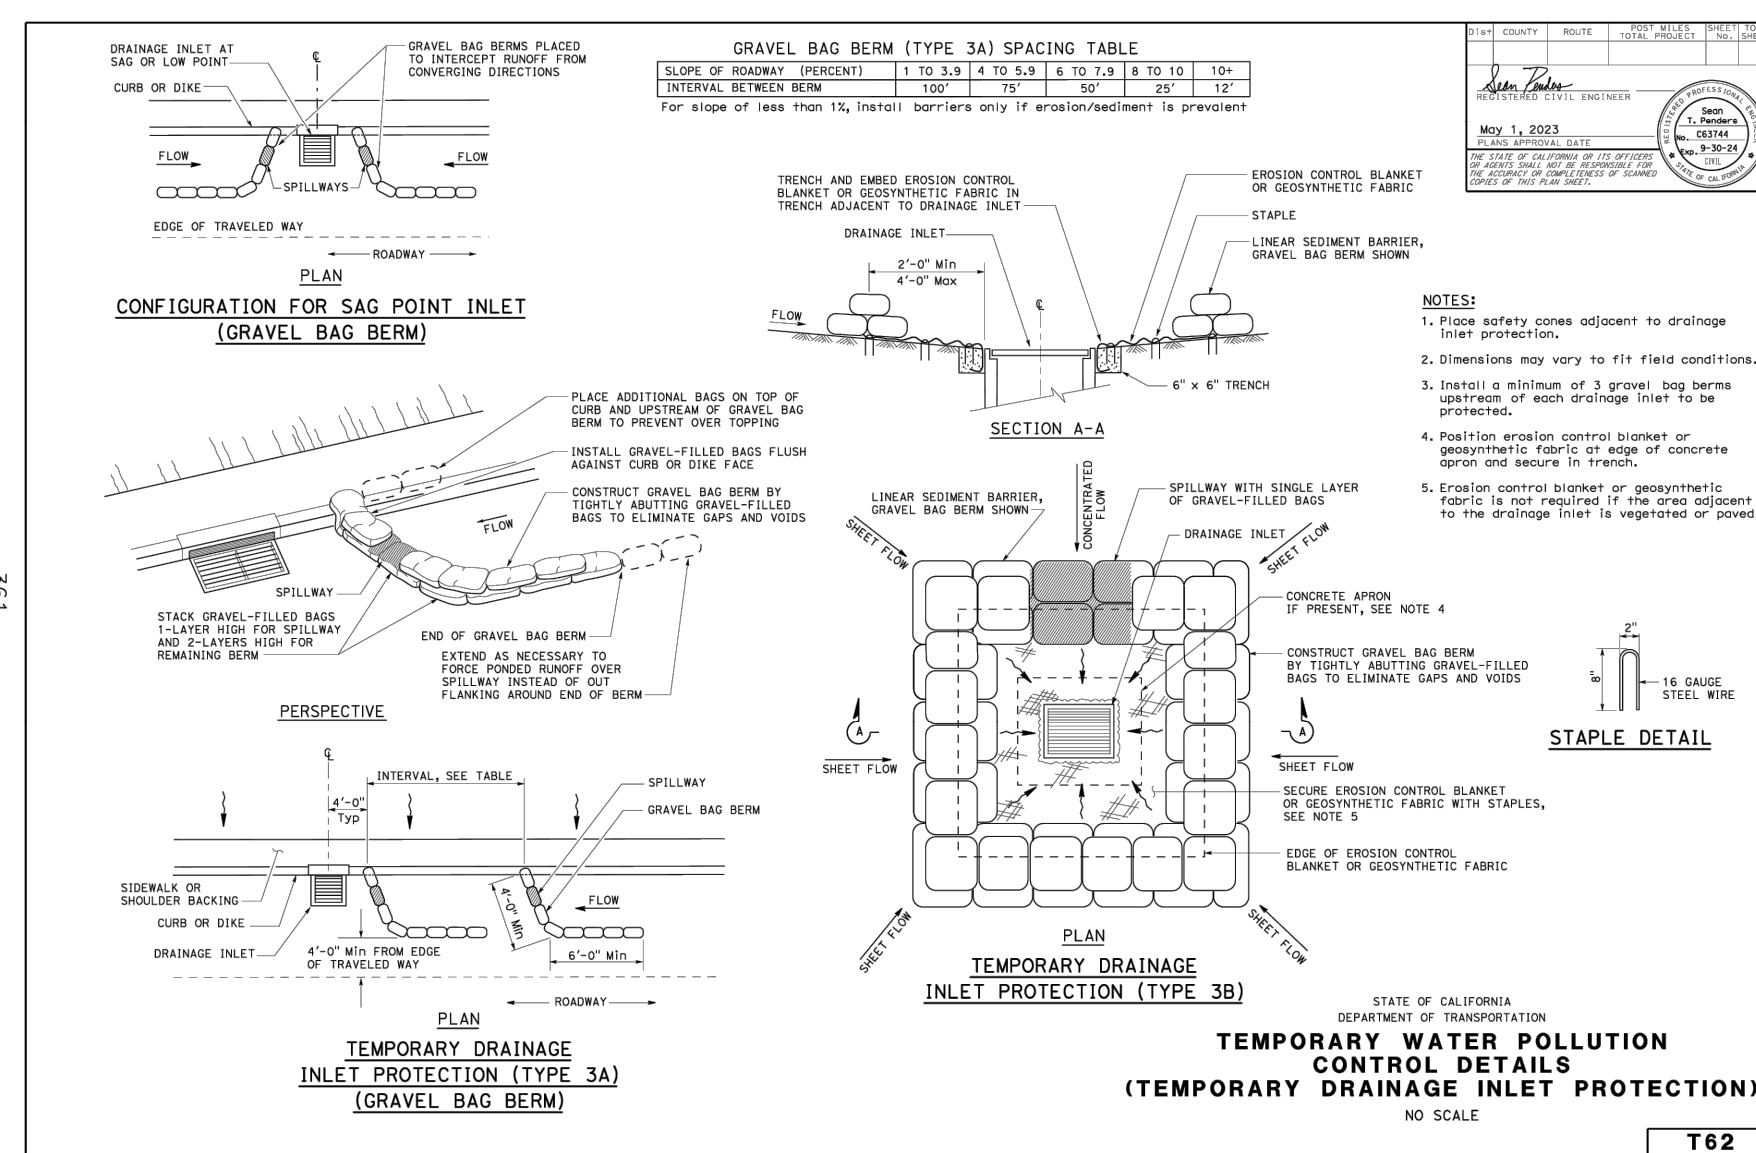 DRAINAGE INLET AT
SAG OR LOW POINT
CURB OR DIKE
℄
GRAVEL BAG BERMS PLACED
TO INTERCEPT RUNOFF FROM
CONVERGING DIRECTIONS
FLOW
FLOW
SPILLWAYS
EDGE OF TRAVELED WAY
ROADWAY
PLAN
CONFIGURATION FOR SAG POINT INLET
(GRAVEL BAG BERM)
GRAVEL BAG BERM (TYPE 3A) SPACING TABLE
SLOPE OF ROADWAY (PERCENT) 1 TO 3.9 4 TO 5.9 6 TO 7.9 8 TO 10 10+
INTERVAL BETWEEN BERM 100' 75' 50' 25' 12'
For slope of less than 1%, install barriers only if erosion/sediment is prevalent
Dist COUNTY ROUTE POST MILES TOTAL PROJECT SHEET No.
Sean Penders
REGISTERED CIVIL ENGINEER
May 1, 2023
PLANS APPROVAL DATE
THE STATE OF CALIFORNIA OR ITS OFFICERS
OR AGENTS SHALL NOT BE RESPONSIBLE FOR
THE ACCURACY OR COMPLETENESS OF SCANNED
COPIES OF THIS PLAN SHEET.
REGISTERED PROFESSIONAL ENGINEER
Sean
T. Penders
No. C63744
Exp. 9-30-24
CIVIL
STATE OF CALIFORNIA
TRENCH AND EMBED EROSION CONTROL
BLANKET OR GEOSYNTHETIC FABRIC IN
TRENCH ADJACENT TO DRAINAGE INLET
DRAINAGE INLET
2'-0" Min
4'-0" Max
FLOW
℄
EROSION CONTROL BLANKET
OR GEOSYNTHETIC FABRIC
STAPLE
LINEAR SEDIMENT BARRIER,
GRAVEL BAG BERM SHOWN
6" x 6" TRENCH
SECTION A-A
NOTES:
1. Place safety cones adjacent to drainage
inlet protection.
2. Dimensions may vary to fit field conditions.
3. Install a minimum of 3 gravel bag berms
upstream of each drainage inlet to be
protected.
4. Position erosion control blanket or
geosynthetic fabric at edge of concrete
apron and secure in trench.
5. Erosion control blanket or geosynthetic
fabric is not required if the area adjacent
to the drainage inlet is vegetated or paved
PLACE ADDITIONAL BAGS ON TOP OF
CURB AND UPSTREAM OF GRAVEL BAG
BERM TO PREVENT OVER TOPPING
INSTALL GRAVEL-FILLED BAGS FLUSH
AGAINST CURB OR DIKE FACE
CONSTRUCT GRAVEL BAG BERM BY
TIGHTLY ABUTTING GRAVEL-FILLED
BAGS TO ELIMINATE GAPS AND VOIDS
FLOW
SPILLWAY
STACK GRAVEL-FILLED BAGS
1-LAYER HIGH FOR SPILLWAY
AND 2-LAYERS HIGH FOR
REMAINING BERM
END OF GRAVEL BAG BERM
EXTEND AS NECESSARY TO
FORCE PONDED RUNOFF OVER
SPILLWAY INSTEAD OF OUT
FLANKING AROUND END OF BERM
PERSPECTIVE
LINEAR SEDIMENT BARRIER,
GRAVEL BAG BERM SHOWN
CONCENTRATED
FLOW
SPILLWAY WITH SINGLE LAYER
OF GRAVEL-FILLED BAGS
SHEET FLOW
DRAINAGE INLET
SHEET FLOW
CONCRETE APRON
IF PRESENT, SEE NOTE 4
CONSTRUCT GRAVEL BAG BERM
BY TIGHTLY ABUTTING GRAVEL-FILLED
BAGS TO ELIMINATE GAPS AND VOIDS
A
A
SHEET FLOW
SHEET FLOW
SECURE EROSION CONTROL BLANKET
OR GEOSYNTHETIC FABRIC WITH STAPLES,
SEE NOTE 5
EDGE OF EROSION CONTROL
BLANKET OR GEOSYNTHETIC FABRIC
SHEET FLOW
SHEET FLOW
PLAN
TEMPORARY DRAINAGE
INLET PROTECTION (TYPE 3B)
2"
8"
16 GAUGE
STEEL WIRE
STAPLE DETAIL
℄
INTERVAL, SEE TABLE
4'-0"
Typ
SPILLWAY
GRAVEL BAG BERM
SIDEWALK OR
SHOULDER BACKING
CURB OR DIKE
DRAINAGE INLET
4'-0" Min
FLOW
4'-0" Min FROM EDGE
OF TRAVELED WAY
6'-0" Min
ROADWAY
PLAN
TEMPORARY DRAINAGE
INLET PROTECTION (TYPE 3A)
(GRAVEL BAG BERM)
STATE OF CALIFORNIA
DEPARTMENT OF TRANSPORTATION
TEMPORARY WATER POLLUTION
CONTROL DETAILS
(TEMPORARY DRAINAGE INLET PROTECTION)
NO SCALE
T62